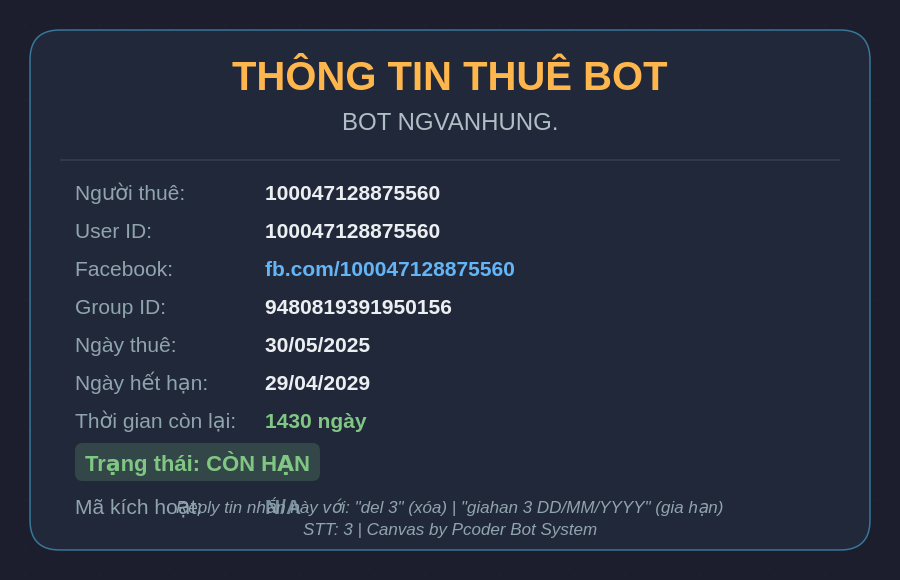 THÔNG TIN THUÊ BOT
BOT NGVANHUNG.
Người thuê: 100047128875560
User ID: 100047128875560
Facebook: fb.com/100047128875560
Group ID: 9480819391950156
Ngày thuê: 30/05/2025
Ngày hết hạn: 29/04/2029
Thời gian còn lại: 1430 ngày
Trạng thái: CÒN HẠN
Mã kích hoạt: N/A
Reply tin nhắn này với: "del 3" (xóa) | "giahan 3 DD/MM/YYYY" (gia hạn)
STT: 3 | Canvas by Pcoder Bot System